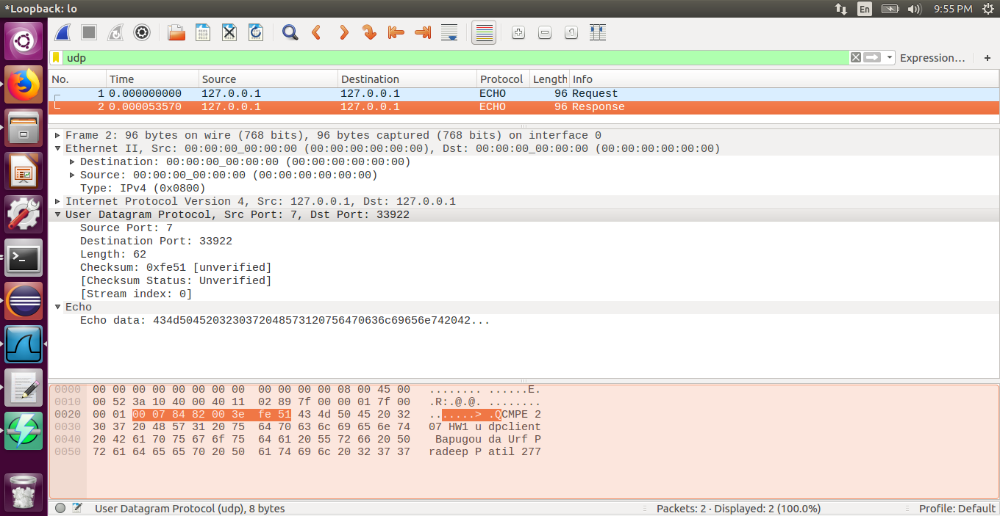 *Loopback: lo
En
9:55 PM
udp
Expression…
+
No. Time Source Destination Protocol Length Info
1 0.000000000 127.0.0.1 127.0.0.1 ECHO 96 Request
2 0.000053570 127.0.0.1 127.0.0.1 ECHO 96 Response
Frame 2: 96 bytes on wire (768 bits), 96 bytes captured (768 bits) on interface 0
Ethernet II, Src: 00:00:00_00:00:00 (00:00:00:00:00:00), Dst: 00:00:00_00:00:00 (00:00:00:00:00:00)
Destination: 00:00:00_00:00:00 (00:00:00:00:00:00)
Source: 00:00:00_00:00:00 (00:00:00:00:00:00)
Type: IPv4 (0x0800)
Internet Protocol Version 4, Src: 127.0.0.1, Dst: 127.0.0.1
User Datagram Protocol, Src Port: 7, Dst Port: 33922
Source Port: 7
Destination Port: 33922
Length: 62
Checksum: 0xfe51 [unverified]
[Checksum Status: Unverified]
[Stream index: 0]
Echo
Echo data: 434d504520323037204857312075647063 6c69656e742042...
0000 00 00 00 00 00 00 00 00 00 00 00 00 08 00 45 00 ........ ......E.
0010 00 52 3a 10 40 00 40 11 02 89 7f 00 00 01 7f 00 .R:.@.@. ........
0020 00 01 00 07 84 82 00 3e fe 51 43 4d 50 45 20 32 .......> .QCMPE 2
0030 30 37 20 48 57 31 20 75 64 70 63 6c 69 65 6e 74 07 HW1 u dpclient
0040 20 42 61 70 75 67 6f 75 64 61 20 55 72 66 20 50 Bapugou da Urf P
0050 72 61 64 65 65 70 20 50 61 74 69 6c 20 32 37 37 radeep P atil 277
User Datagram Protocol (udp), 8 bytes
Packets: 2 · Displayed: 2 (100.0%)
Profile: Default